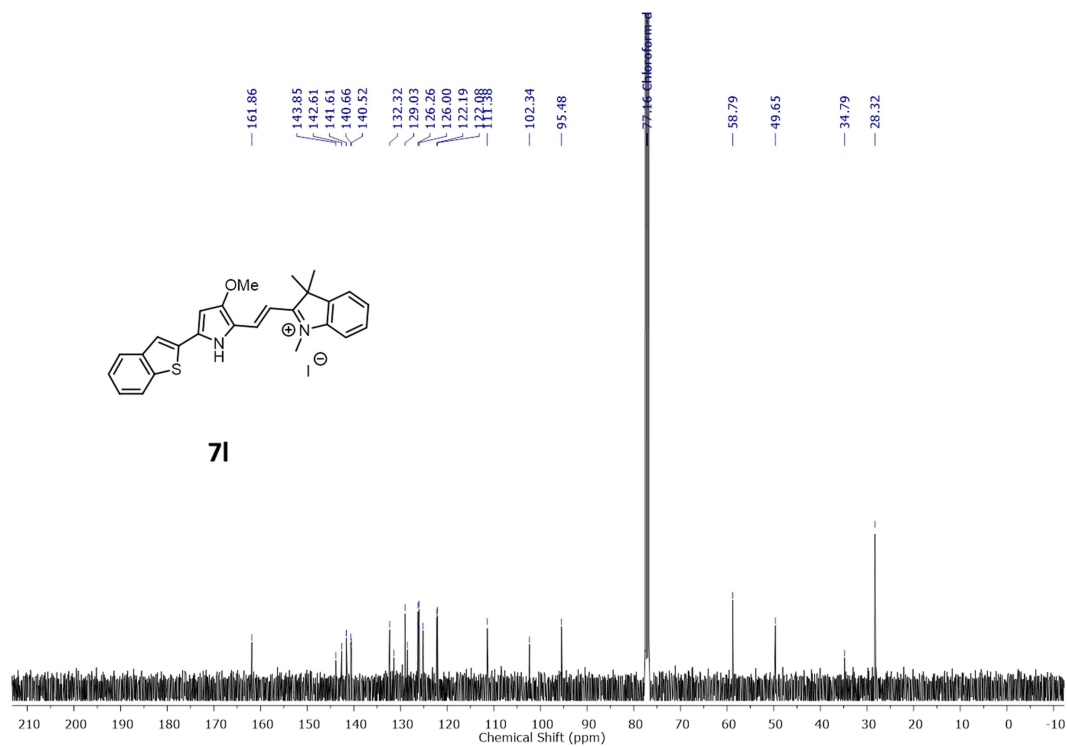 161.86
143.85
142.61
141.61
140.66
140.52
132.32
129.03
126.26
126.00
122.19
122.08
111.38
102.34
95.48
77.16 Chloroform-d
58.79
49.65
34.79
28.32
OMe
N
⊕
N
H
S
I
⊖
7l
210 200 190 180 170 160 150 140 130 120 110 100 90 80 70 60 50 40 30 20 10 0 -10
Chemical Shift (ppm)